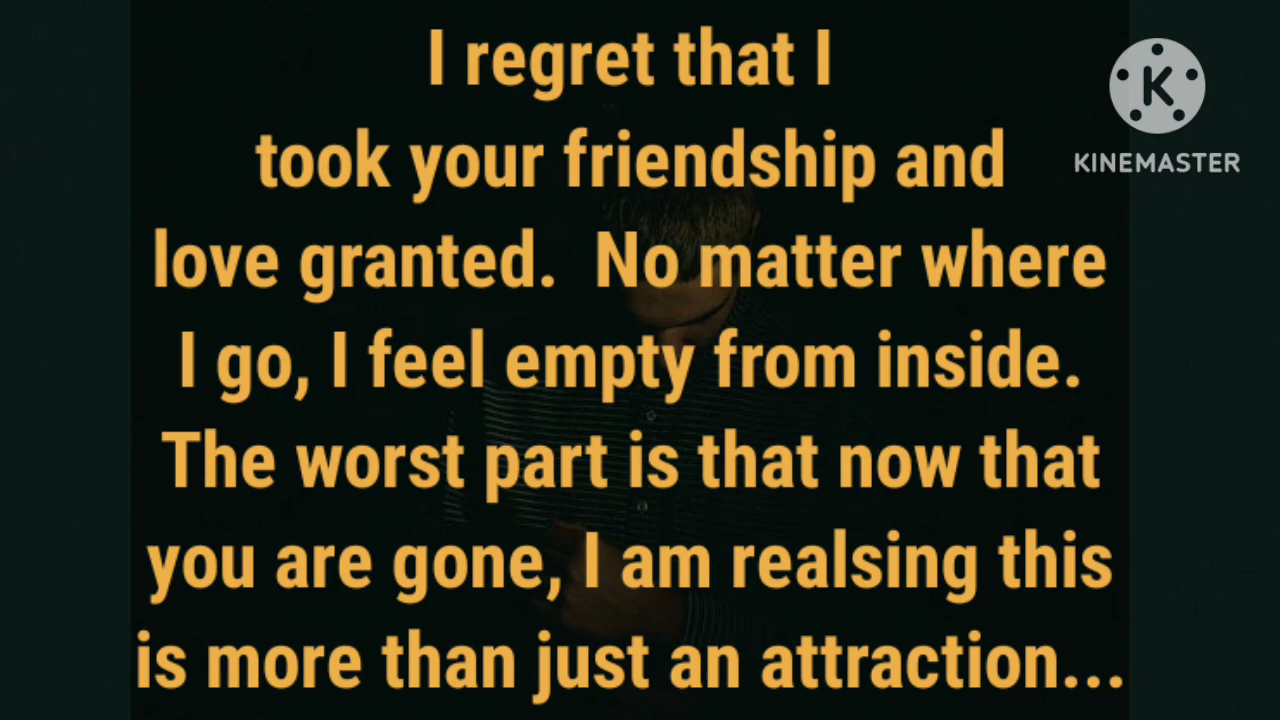 I regret that I
took your friendship and
love granted.  No matter where
I go, I feel empty from inside.
The worst part is that now that
you are gone, I am realsing this
is more than just an attraction...
K
KINEMASTER